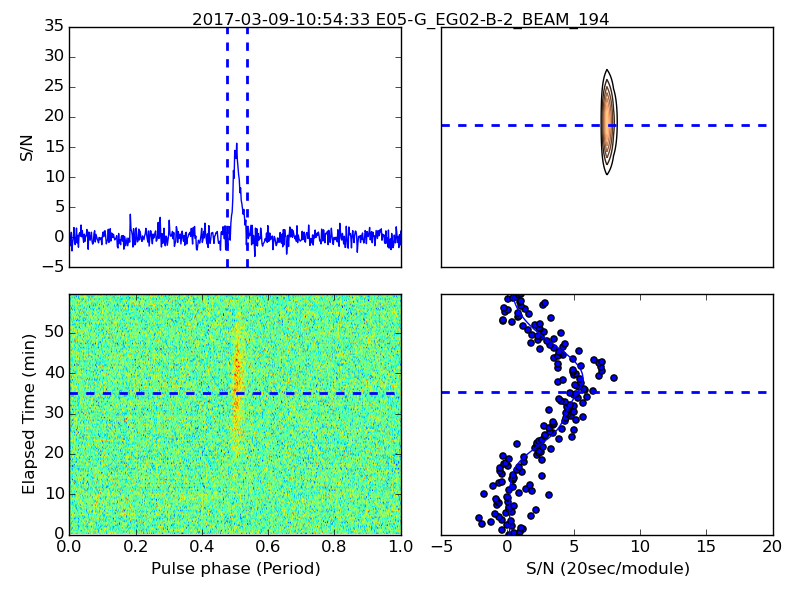 2017-03-09-10:54:33 E05-G_EG02-B-2_BEAM_194
35
30
25
20
15
10
5
0
−5
S/N
50
40
30
20
10
0
Elapsed Time (min)
0.0 0.2 0.4 0.6 0.8 1.0
Pulse phase (Period)
−5 0 5 10 15 20
S/N (20sec/module)